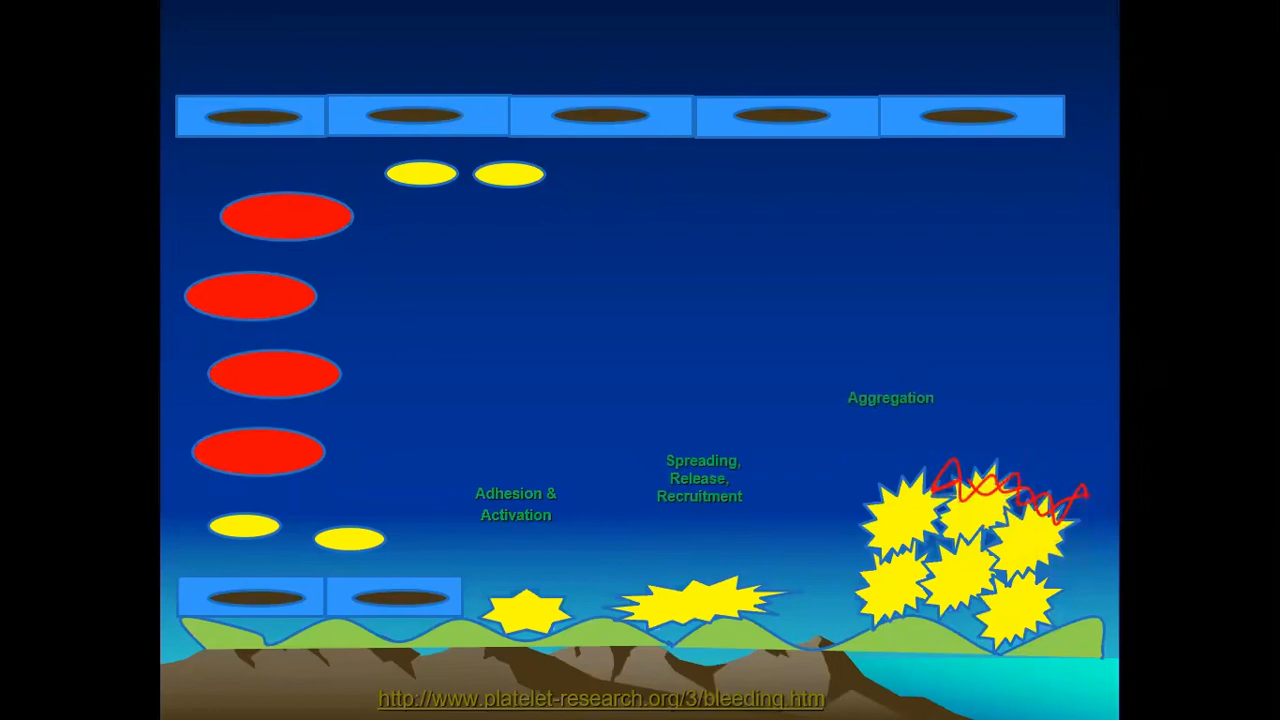 Aggregation
Spreading,
Release,
Recruitment
Adhesion &
Activation
http://www.platelet-research.org/3/bleeding.htm